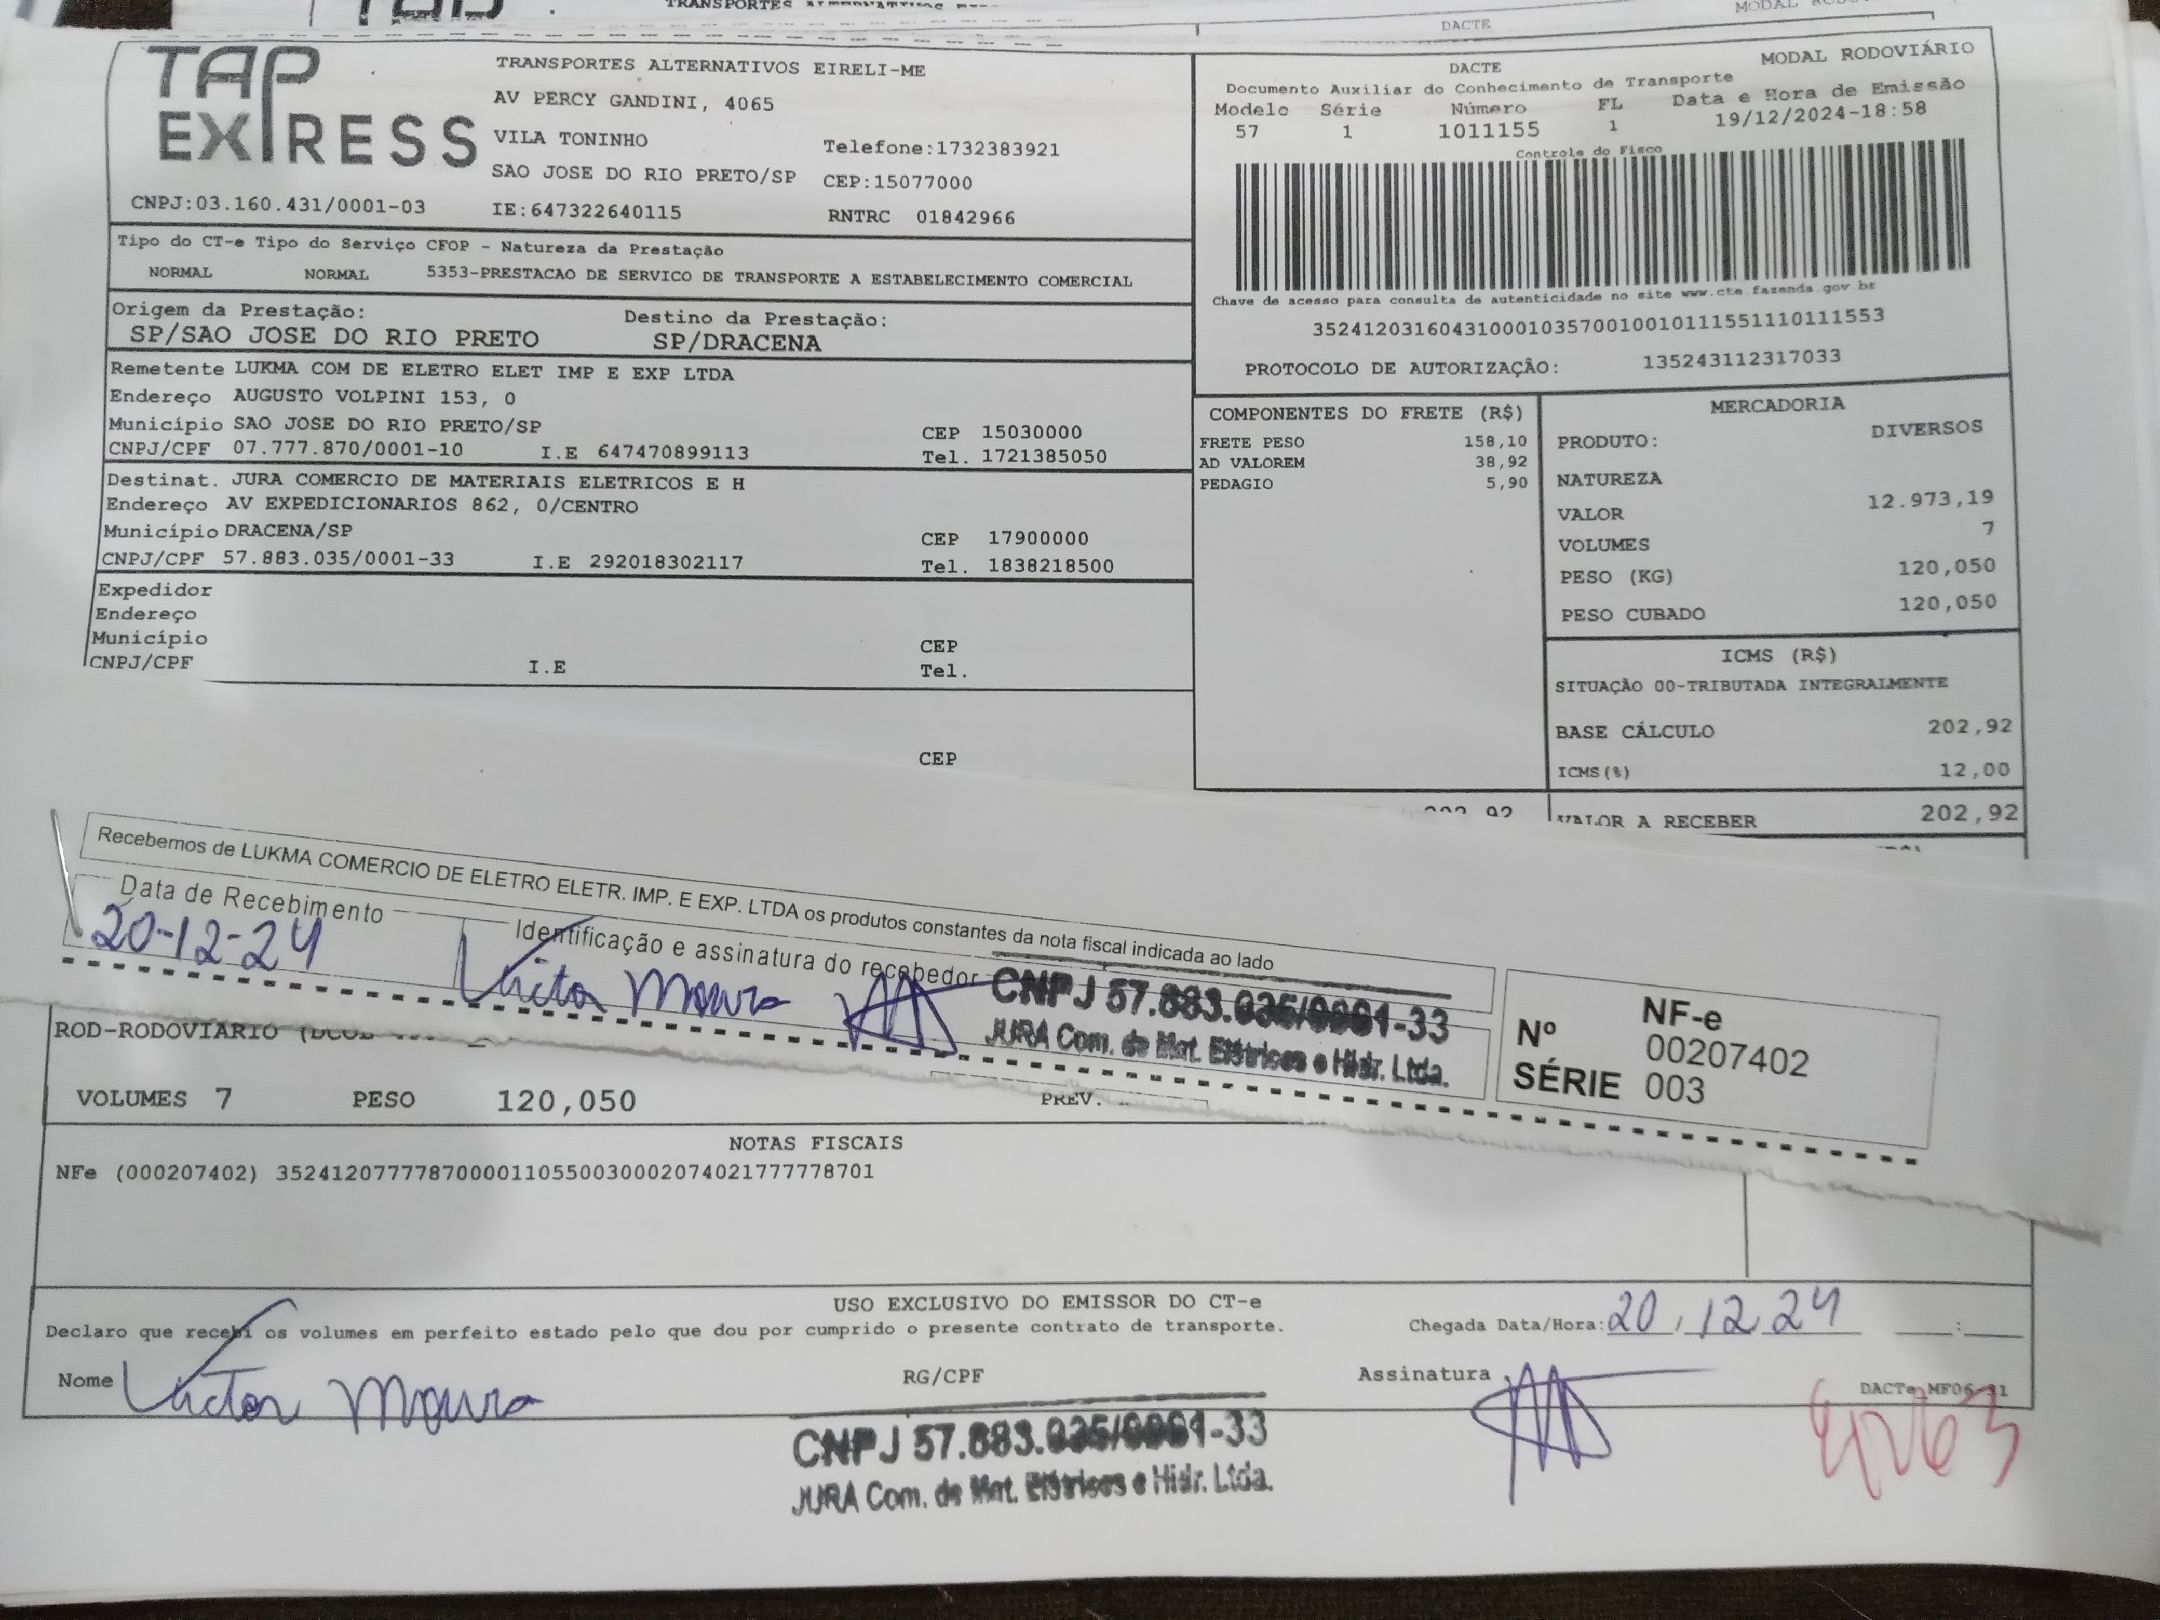 TRANSPORTES
MODAL
DACTE
TAP
EXPRESS
TRANSPORTES ALTERNATIVOS EIRELI-ME
AV PERCY GANDINI, 4065
VILA TONINHO
Telefone:1732383921
SAO JOSE DO RIO PRETO/SP CEP:15077000
CNPJ:03.160.431/0001-03 IE:647322640115 RNTRC 01842966
DACTE MODAL RODOVIÁRIO
Documento Auxiliar do Conhecimento de Transporte
Modelo Série Número FL Data e Hora de Emissão
57 1 1011155 1 19/12/2024-18:58
Controle do Fisco
Chave de acesso para consulta de autenticidade no site www.cte.fazenda.gov.br
35241203160431000103570010010111551110111553
PROTOCOLO DE AUTORIZAÇÂO: 135243112317033
Tipo do CT-e Tipo do Serviço CFOP - Natureza da Prestação
NORMAL NORMAL 5353-PRESTACAO DE SERVICO DE TRANSPORTE A ESTABELECIMENTO COMERCIAL
Origem da Prestação: Destino da Prestação:
SP/SAO JOSE DO RIO PRETO SP/DRACENA
Remetente LUKMA COM DE ELETRO ELET IMP E EXP LTDA
Endereço AUGUSTO VOLPINI 153, 0
Município SAO JOSE DO RIO PRETO/SP CEP 15030000
CNPJ/CPF 07.777.870/0001-10 I.E 647470899113 Tel. 1721385050
Destinat. JURA COMERCIO DE MATERIAIS ELETRICOS E H
Endereço AV EXPEDICIONARIOS 862, 0/CENTRO
Município DRACENA/SP CEP 17900000
CNPJ/CPF 57.883.035/0001-33 I.E 292018302117 Tel. 1838218500
Expedidor
Endereço
Município CEP
CNPJ/CPF I.E Tel.
CEP
COMPONENTES DO FRETE (R$)
FRETE PESO 158,10
AD VALOREM 38,92
PEDAGIO 5,90
MERCADORIA
PRODUTO: DIVERSOS
NATUREZA
VALOR 12.973,19
VOLUMES 7
PESO (KG) 120,050
PESO CUBADO 120,050
ICMS (R$)
SITUAÇÃO 00-TRIBUTADA INTEGRALMENTE
BASE CÁLCULO 202,92
ICMS(%) 12,00
202,92 VALOR A RECEBER 202,92
Recebemos de LUKMA COMERCIO DE ELETRO ELETR. IMP. E EXP. LTDA os produtos constantes da nota fiscal indicada ao lado
Data de Recebimento Identificação e assinatura do recebedor
20-12-24 Victor Moura
CNPJ 57.883.035/0001-33
JURA Com. de Mat. Elétricos e Hidr. Ltda.
NF-e
Nº 00207402
SÉRIE 003
ROD-RODOVIARIO
VOLUMES 7 PESO 120,050 PREV.
NOTAS FISCAIS
NFe (000207402) 35241207777870000110550030002074021777778701
USO EXCLUSIVO DO EMISSOR DO CT-e
Declaro que recebi os volumes em perfeito estado pelo que dou por cumprido o presente contrato de transporte. Chegada Data/Hora: 20/12/24 __:__
Nome Victor Moura RG/CPF Assinatura
CNPJ 57.883.035/0001-33
JURA Com. de Mat. Elétricos e Hidr. Ltda.